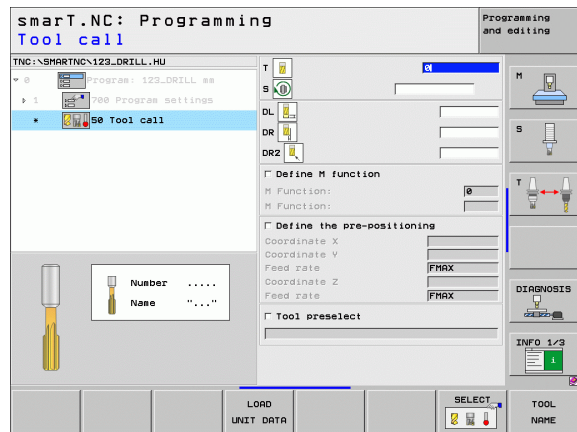 smarT.NC: Programming
Tool call
Programming
and editing
TNC:\SMARTNC\123_DRILL.HU
0 Program: 123_DRILL mm
1 700 Program settings
* 50 Tool call
T 0
S
DL
DR
DR2
Define M function
M Function: 0
M Function:
Define the pre-positioning
Coordinate X
Coordinate Y
Feed rate FMAX
Coordinate Z
Feed rate FMAX
Tool preselect
Number .....
Name "..."
M
S
T
DIAGNOSIS
INFO 1/3
i
LOAD
UNIT DATA
SELECT
TOOL
NAME